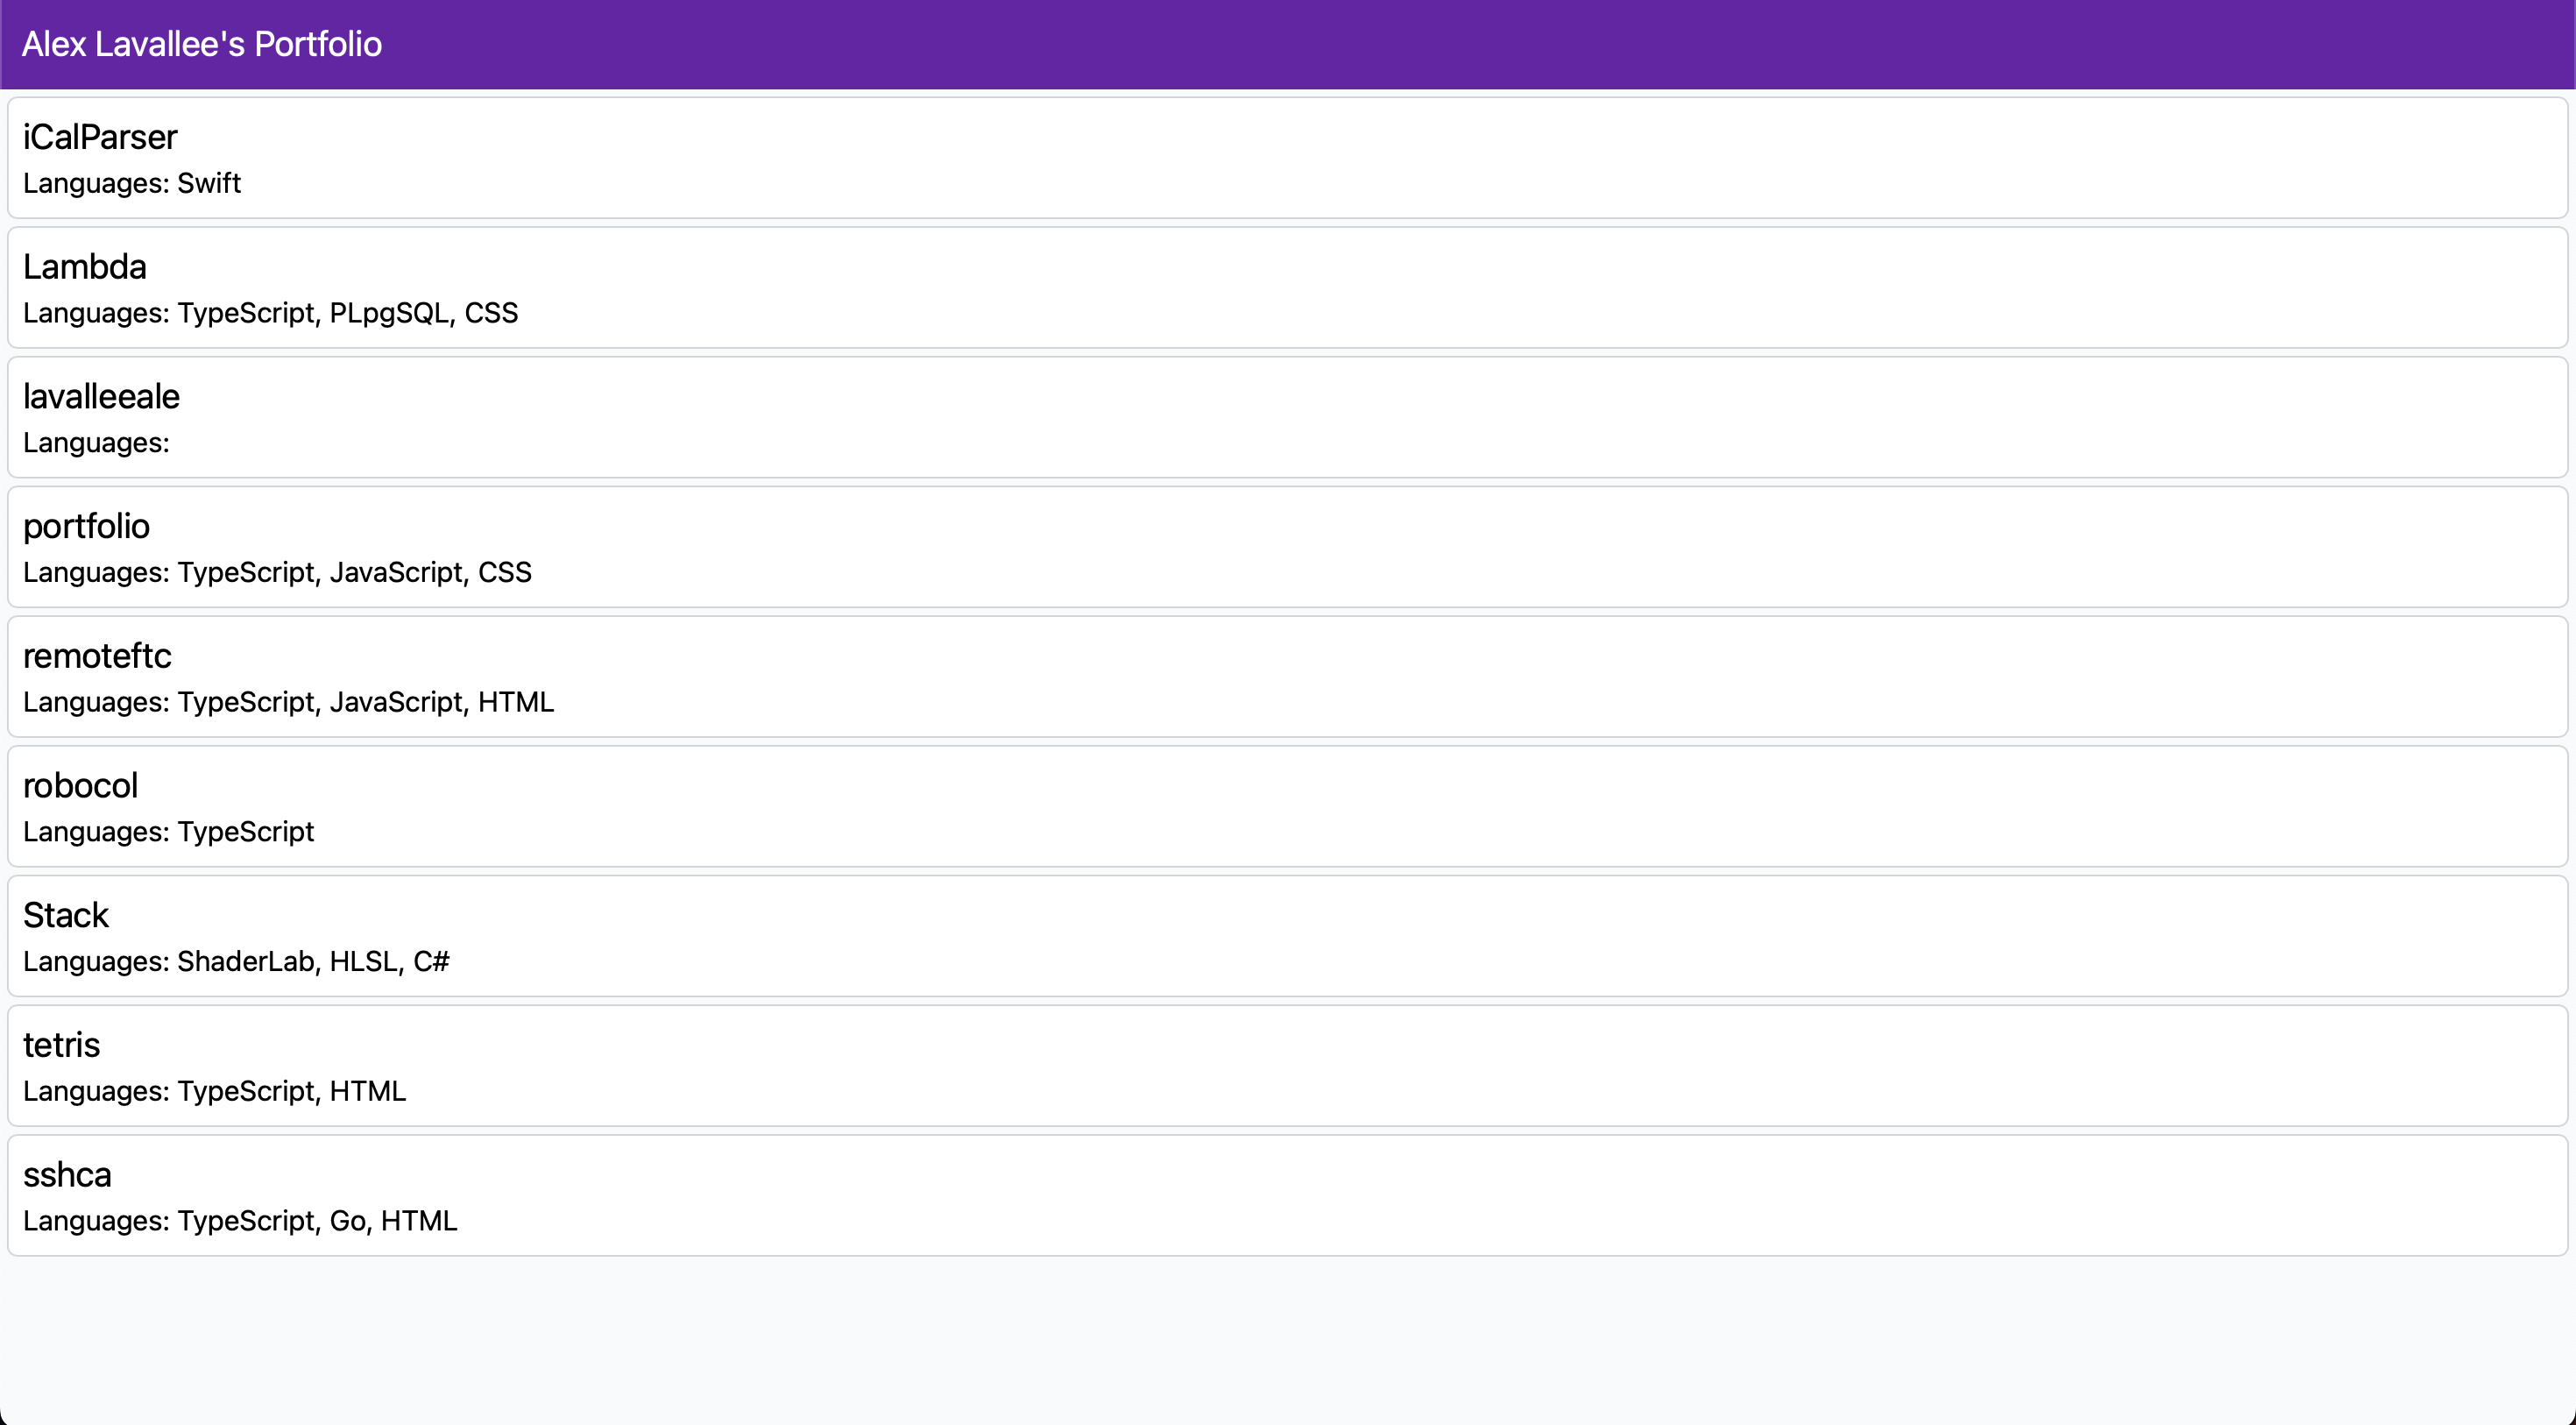 Alex Lavallee's Portfolio
iCalParser
Languages: Swift
Lambda
Languages: TypeScript, PLpgSQL, CSS
lavalleeale
Languages:
portfolio
Languages: TypeScript, JavaScript, CSS
remoteftc
Languages: TypeScript, JavaScript, HTML
robocol
Languages: TypeScript
Stack
Languages: ShaderLab, HLSL, C#
tetris
Languages: TypeScript, HTML
sshca
Languages: TypeScript, Go, HTML